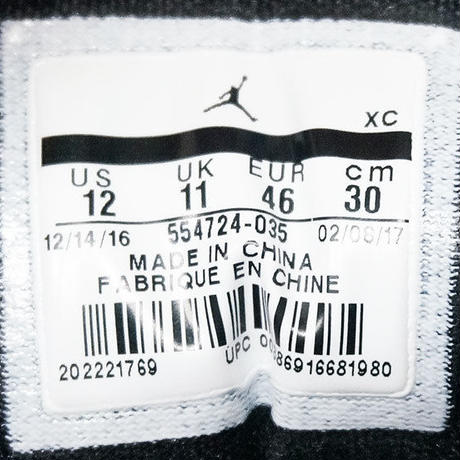 XC
US UK EUR cm
12 11 46 30
12/14/16 554724-035 02/08/17
MADE IN CHINA
FABRIQUE EN CHINE
202221769 UPC 00886916681980